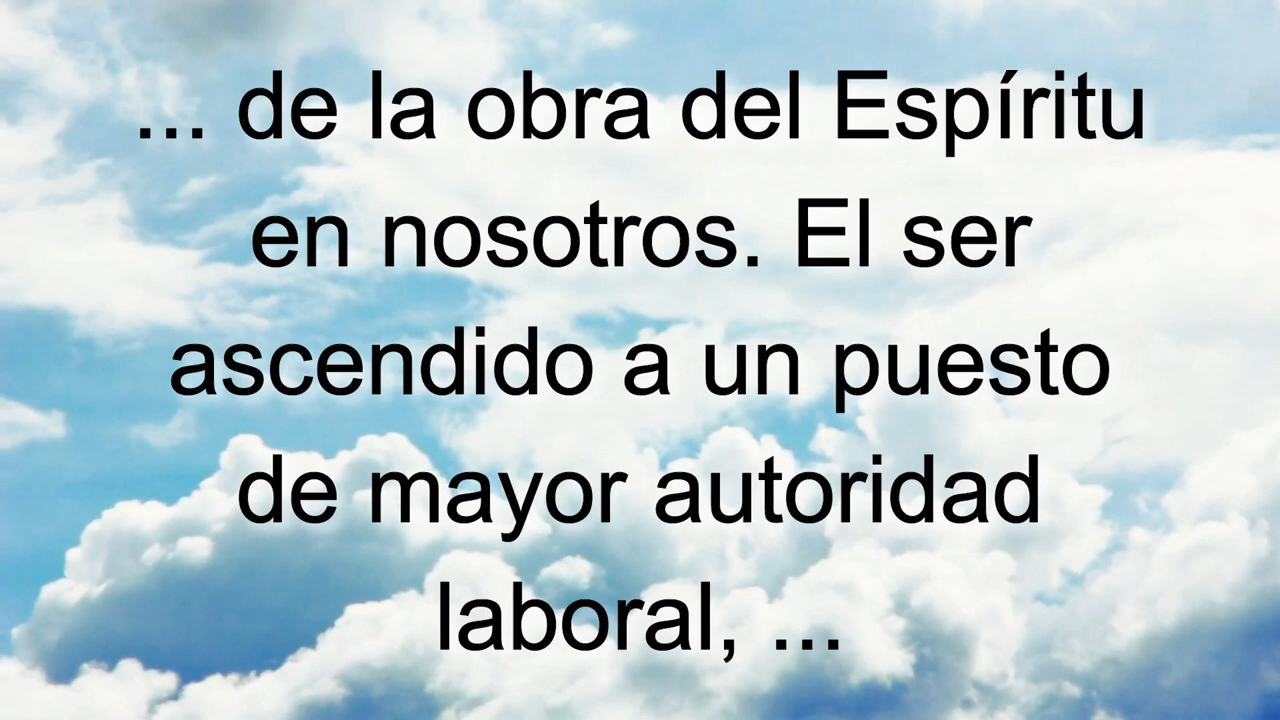 ... de la obra del Espíritu
en nosotros. El ser
ascendido a un puesto
de mayor autoridad
laboral, ...